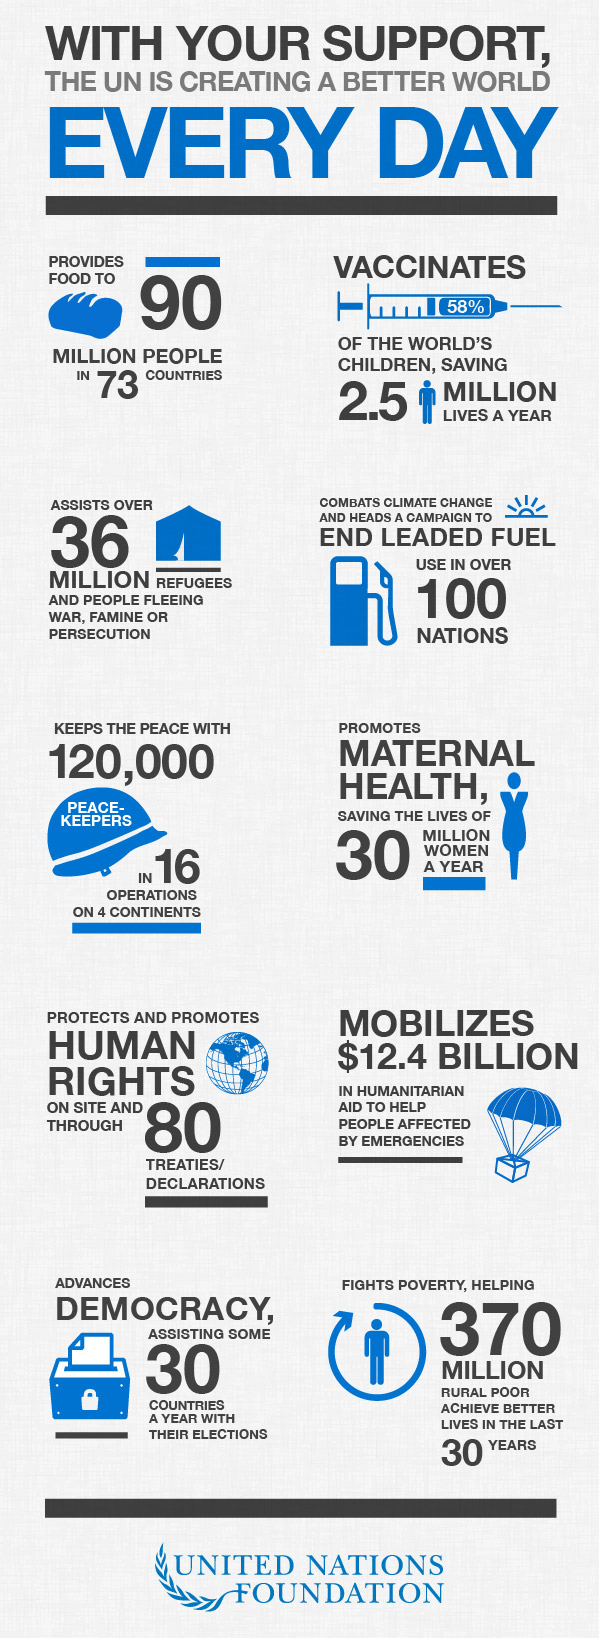 WITH YOUR SUPPORT,
THE UN IS CREATING A BETTER WORLD
EVERY DAY
PROVIDES
FOOD TO
90
MILLION PEOPLE
IN 73 COUNTRIES
VACCINATES
58%
OF THE WORLD'S
CHILDREN, SAVING
2.5 MILLION
LIVES A YEAR
ASSISTS OVER
36
MILLION REFUGEES
AND PEOPLE FLEEING
WAR, FAMINE OR
PERSECUTION
COMBATS CLIMATE CHANGE
AND HEADS A CAMPAIGN TO
END LEADED FUEL
USE IN OVER
100
NATIONS
KEEPS THE PEACE WITH
120,000
PEACE-
KEEPERS
IN 16
OPERATIONS
ON 4 CONTINENTS
PROMOTES
MATERNAL
HEALTH,
SAVING THE LIVES OF
30 MILLION
WOMEN
A YEAR
PROTECTS AND PROMOTES
HUMAN
RIGHTS
ON SITE AND
THROUGH 80
TREATIES/
DECLARATIONS
MOBILIZES
$12.4 BILLION
IN HUMANITARIAN
AID TO HELP
PEOPLE AFFECTED
BY EMERGENCIES
ADVANCES
DEMOCRACY,
ASSISTING SOME
30
COUNTRIES
A YEAR WITH
THEIR ELECTIONS
FIGHTS POVERTY, HELPING
370
MILLION
RURAL POOR
ACHIEVE BETTER
LIVES IN THE LAST
30 YEARS
UNITED NATIONS
FOUNDATION